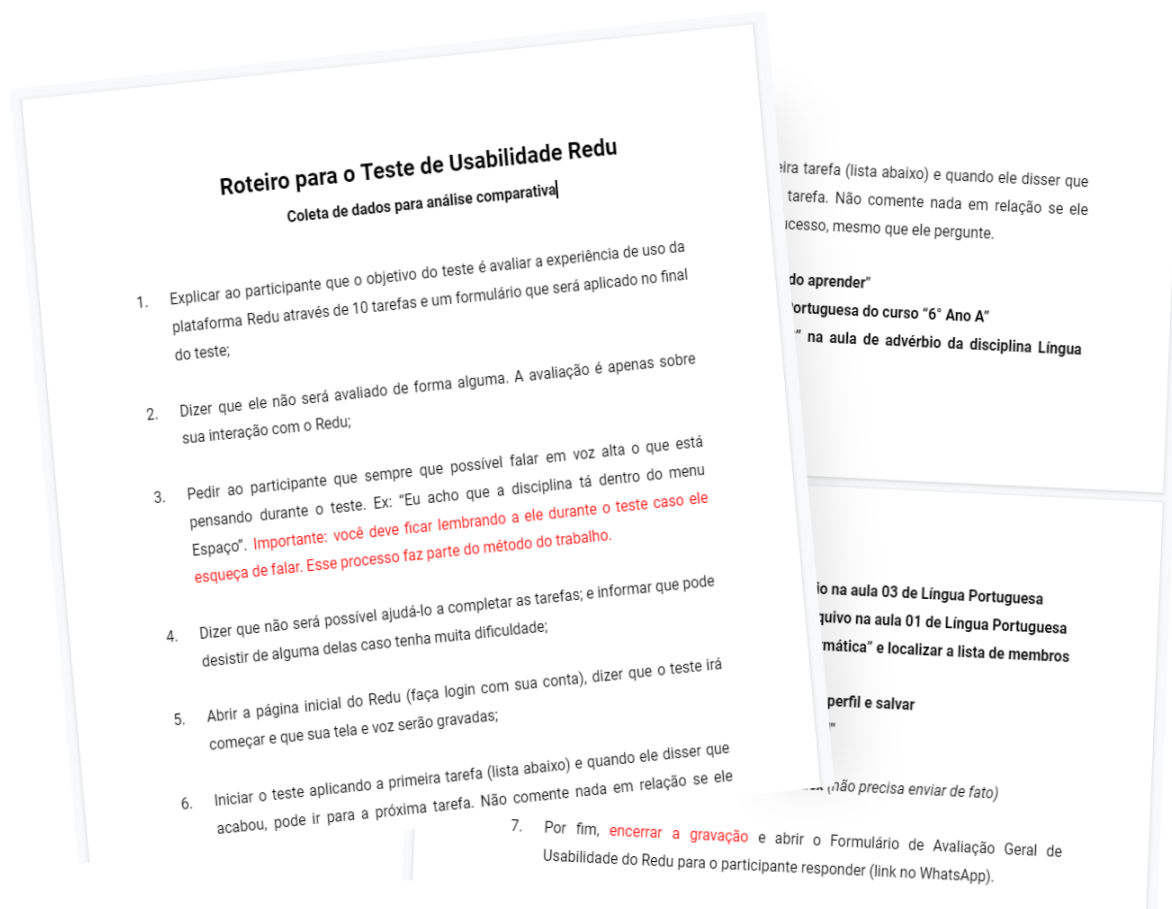 Roteiro para o Teste de Usabilidade Redu
Coleta de dados para análise comparativa
1. Explicar ao participante que o objetivo do teste é avaliar a experiência de uso da
plataforma Redu através de 10 tarefas e um formulário que será aplicado no final
do teste;
2. Dizer que ele não será avaliado de forma alguma. A avaliação é apenas sobre
sua interação com o Redu;
3. Pedir ao participante que sempre que possível falar em voz alta o que está
pensando durante o teste. Ex: “Eu acho que a disciplina tá dentro do menu
Espaço”. Importante: você deve ficar lembrando a ele durante o teste caso ele
esqueça de falar. Esse processo faz parte do método do trabalho.
4. Dizer que não será possível ajudá-lo a completar as tarefas; e informar que pode
desistir de alguma delas caso tenha muita dificuldade;
5. Abrir a página inicial do Redu (faça login com sua conta), dizer que o teste irá
começar e que sua tela e voz serão gravadas;
6. Iniciar o teste aplicando a primeira tarefa (lista abaixo) e quando ele disser que
acabou, pode ir para a próxima tarefa. Não comente nada em relação se ele
tarefa (lista abaixo) e quando ele disser que
tarefa. Não comente nada em relação se ele
mesmo que ele pergunte.
do aprender"
do curso “6° Ano A”
” na aula de advérbio da disciplina Língua
na aula 03 de Língua Portuguesa
na aula 01 de Língua Portuguesa
e localizar a lista de membros
perfil e salvar
(não precisa enviar de fato)
7. Por fim, encerrar a gravação e abrir o Formulário de Avaliação Geral de
Usabilidade do Redu para o participante responder (link no WhatsApp).